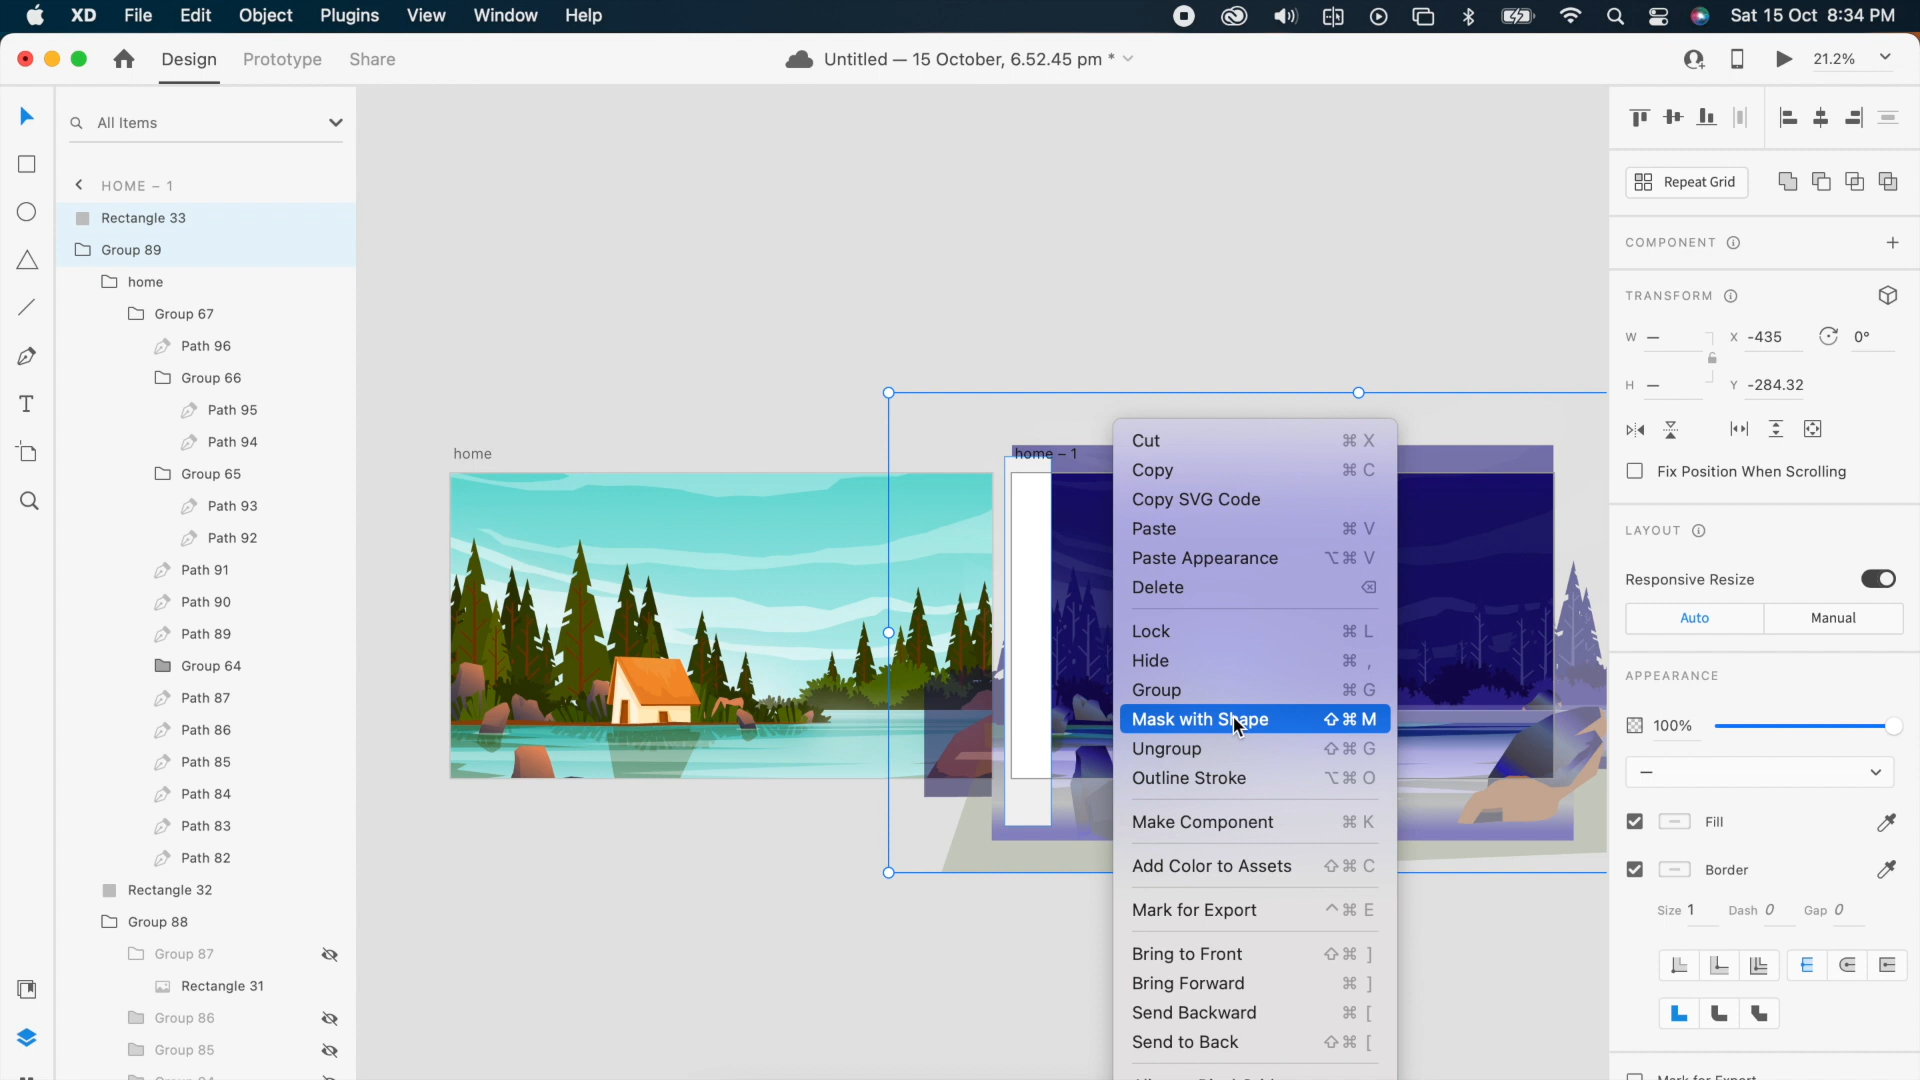 XD File Edit Object Plugins View Window Help Sat 15 Oct 8:34 PM
Design Prototype Share Untitled — 15 October, 6.52.45 pm * 21.2%
All Items
HOME – 1
Rectangle 33
Group 89
home
Group 67
Path 96
Group 66
Path 95
Path 94
Group 65
Path 93
Path 92
Path 91
Path 90
Path 89
Group 64
Path 87
Path 86
Path 85
Path 84
Path 83
Path 82
Rectangle 32
Group 88
Group 87
Rectangle 31
Group 86
Group 85
home
home – 1
Cut ⌘ X
Copy ⌘ C
Copy SVG Code
Paste ⌘ V
Paste Appearance ⌥⌘ V
Delete ⌫
Lock ⌘ L
Hide ⌘ ,
Group ⌘ G
Mask with Shape ⇧⌘ M
Ungroup ⇧⌘ G
Outline Stroke ⌥⌘ O
Make Component ⌘ K
Add Color to Assets ⇧⌘ C
Mark for Export ^⌘ E
Bring to Front ⇧⌘ ]
Bring Forward ⌘ ]
Send Backward ⌘ [
Send to Back ⇧⌘ [
Repeat Grid
COMPONENT
TRANSFORM
W — X -435 0°
H — Y -284.32
Fix Position When Scrolling
LAYOUT
Responsive Resize
Auto Manual
APPEARANCE
100%
—
Fill
Border
Size 1 Dash 0 Gap 0